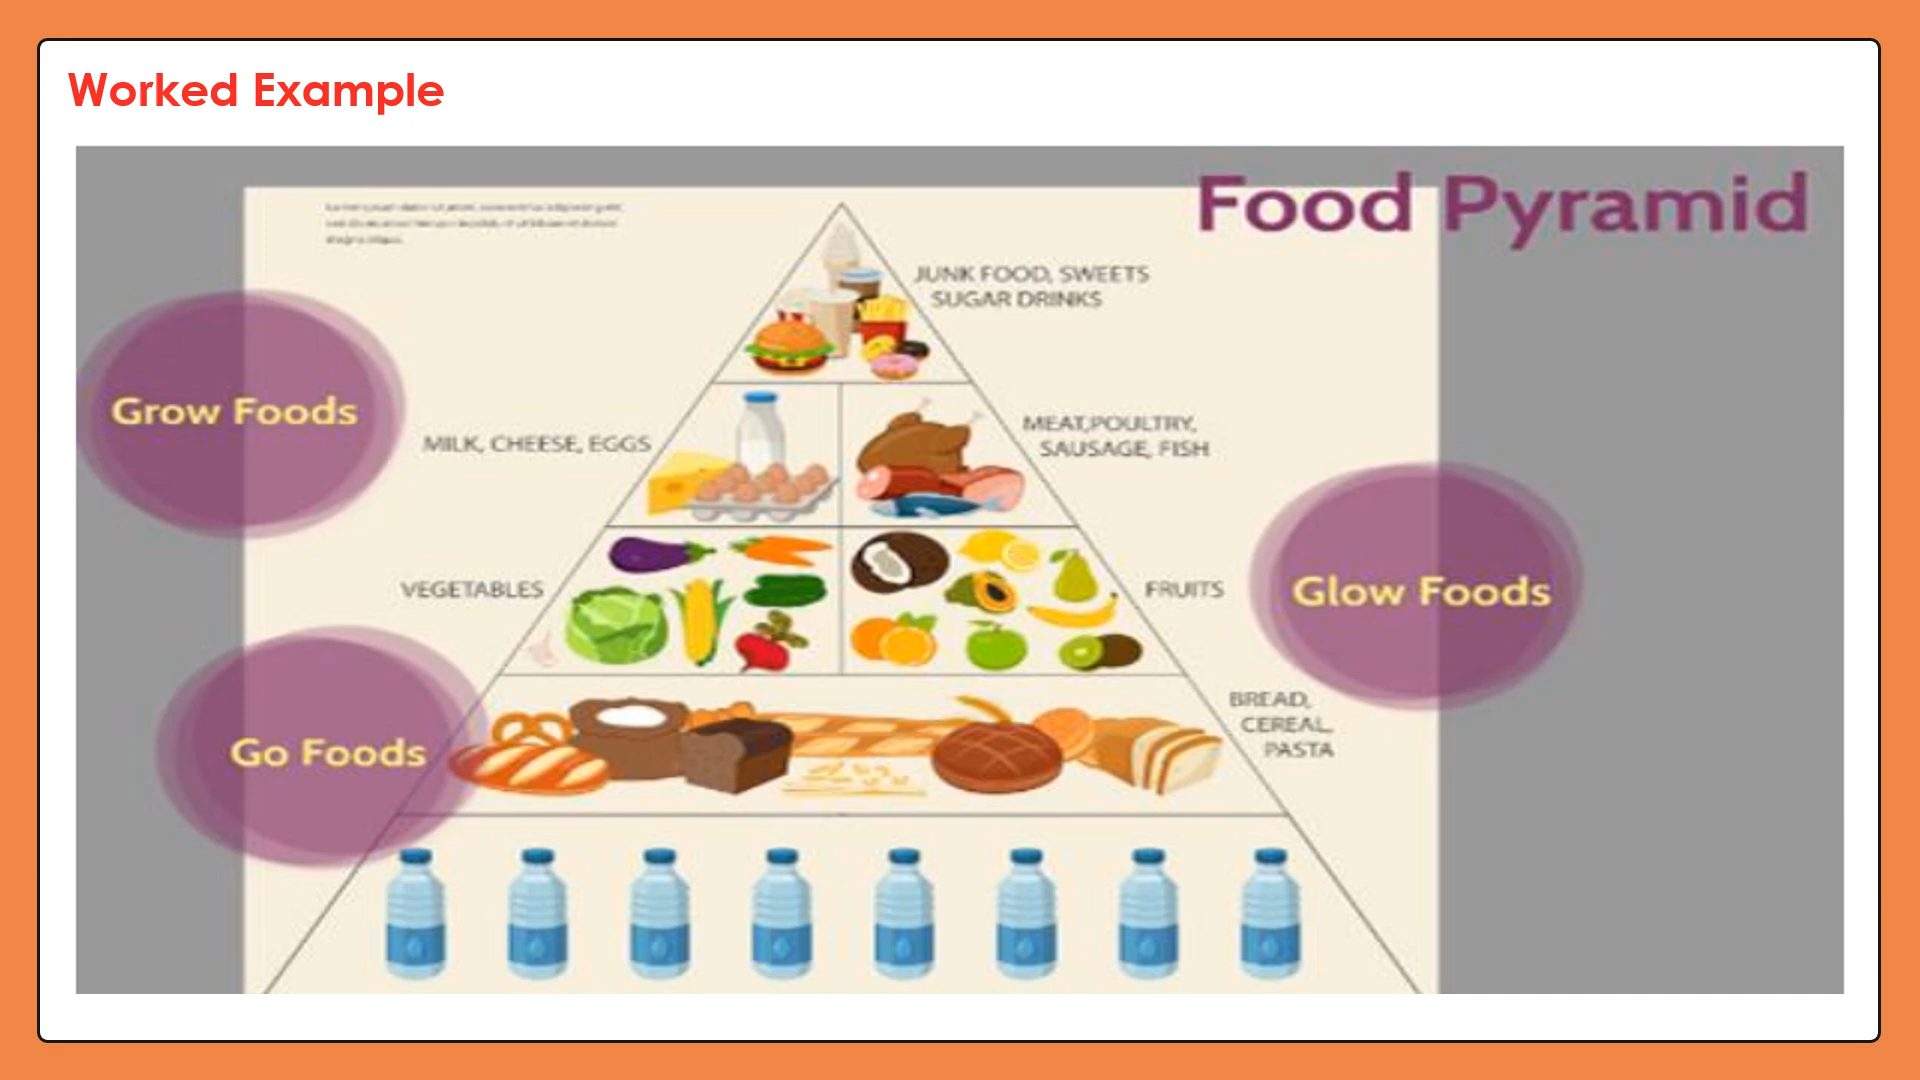 Worked Example
Food Pyramid
JUNK FOOD, SWEETS
SUGAR DRINKS
Grow Foods
MILK, CHEESE, EGGS
MEAT,POULTRY,
SAUSAGE, FISH
VEGETABLES
FRUITS
Glow Foods
Go Foods
BREAD,
CEREAL,
PASTA